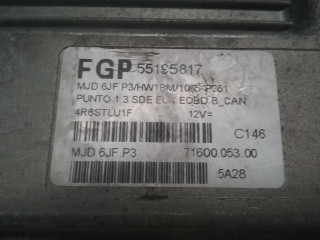 FGP 55195817
MJD 6JF P3/HW1BM/1065-P351
PUNTO 1.3 SDE EU4 EOBD B_CAN
4R6STLU1F 12V=
C146
MJD 6JF P3 71600.053.00
5A28